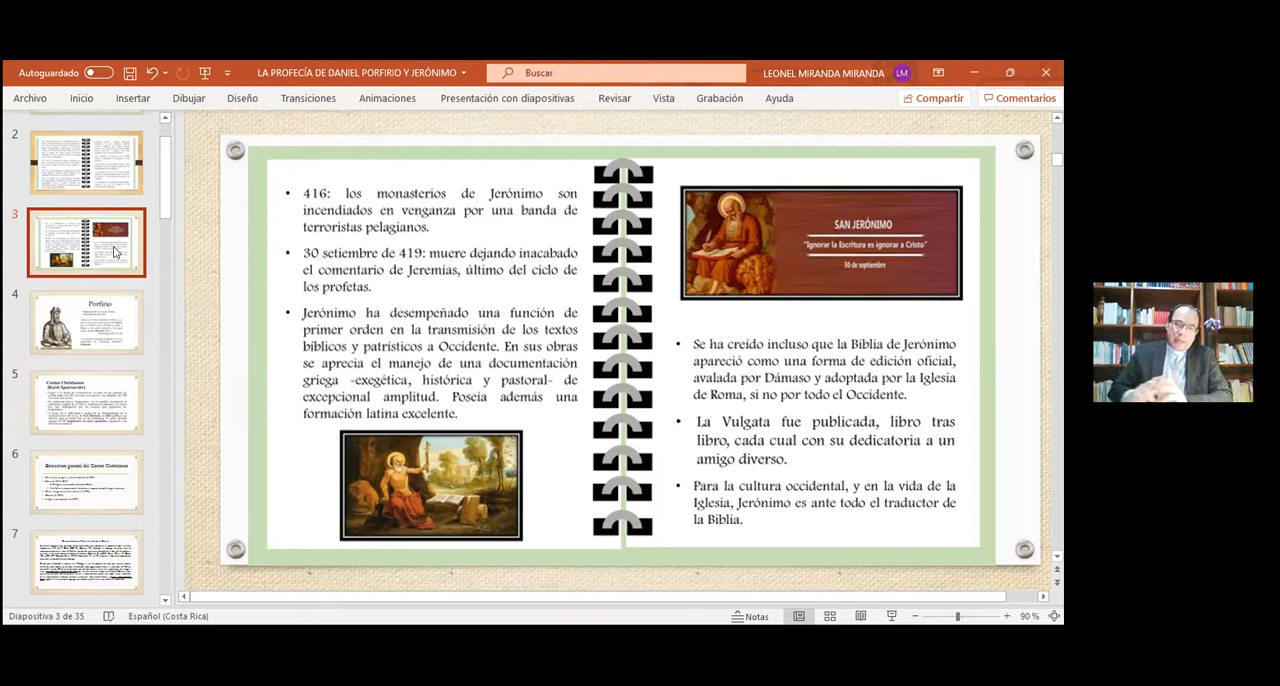 Autoguardado
LA PROFECÍA DE DANIEL PORFIRIO Y JERÓNIMO
Buscar
LEONEL MIRANDA MIRANDA
LM
Archivo
Inicio
Insertar
Dibujar
Diseño
Transiciones
Animaciones
Presentación con diapositivas
Revisar
Vista
Grabación
Ayuda
Compartir
Comentarios
2
3
4
Porfirio
5
6
7
• 416: los monasterios de Jerónimo son
incendiados en venganza por una banda de
terroristas pelagianos.
• 30 setiembre de 419: muere dejando inacabado
el comentario de Jeremías, último del ciclo de
los profetas.
• Jerónimo ha desempeñado una función de
primer orden en la transmisión de los textos
bíblicos y patrísticos a Occidente. En sus obras
se aprecia el manejo de una documentación
griega -exegética, histórica y pastoral- de
excepcional amplitud. Poseía además una
formación latina excelente.
SAN JERÓNIMO
"Ignorar la Escritura es ignorar a Cristo"
30 de septiembre
• Se ha creído incluso que la Biblia de Jerónimo
apareció como una forma de edición oficial,
avalada por Dámaso y adoptada por la Iglesia
de Roma, si no por todo el Occidente.
• La Vulgata fue publicada, libro tras
libro, cada cual con su dedicatoria a un
amigo diverso.
• Para la cultura occidental, y en la vida de la
Iglesia, Jerónimo es ante todo el traductor de
la Biblia.
Diapositiva 3 de 35
Español (Costa Rica)
Notas
90 %